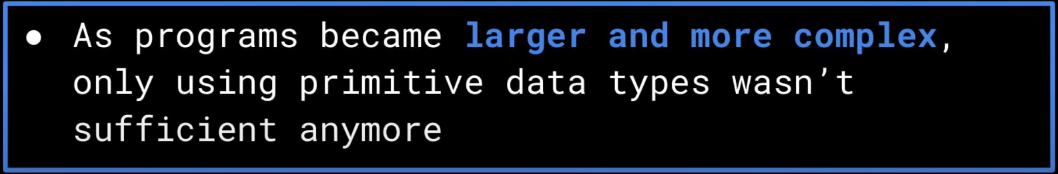 ● As programs became larger and more complex,
only using primitive data types wasn’t
sufficient anymore